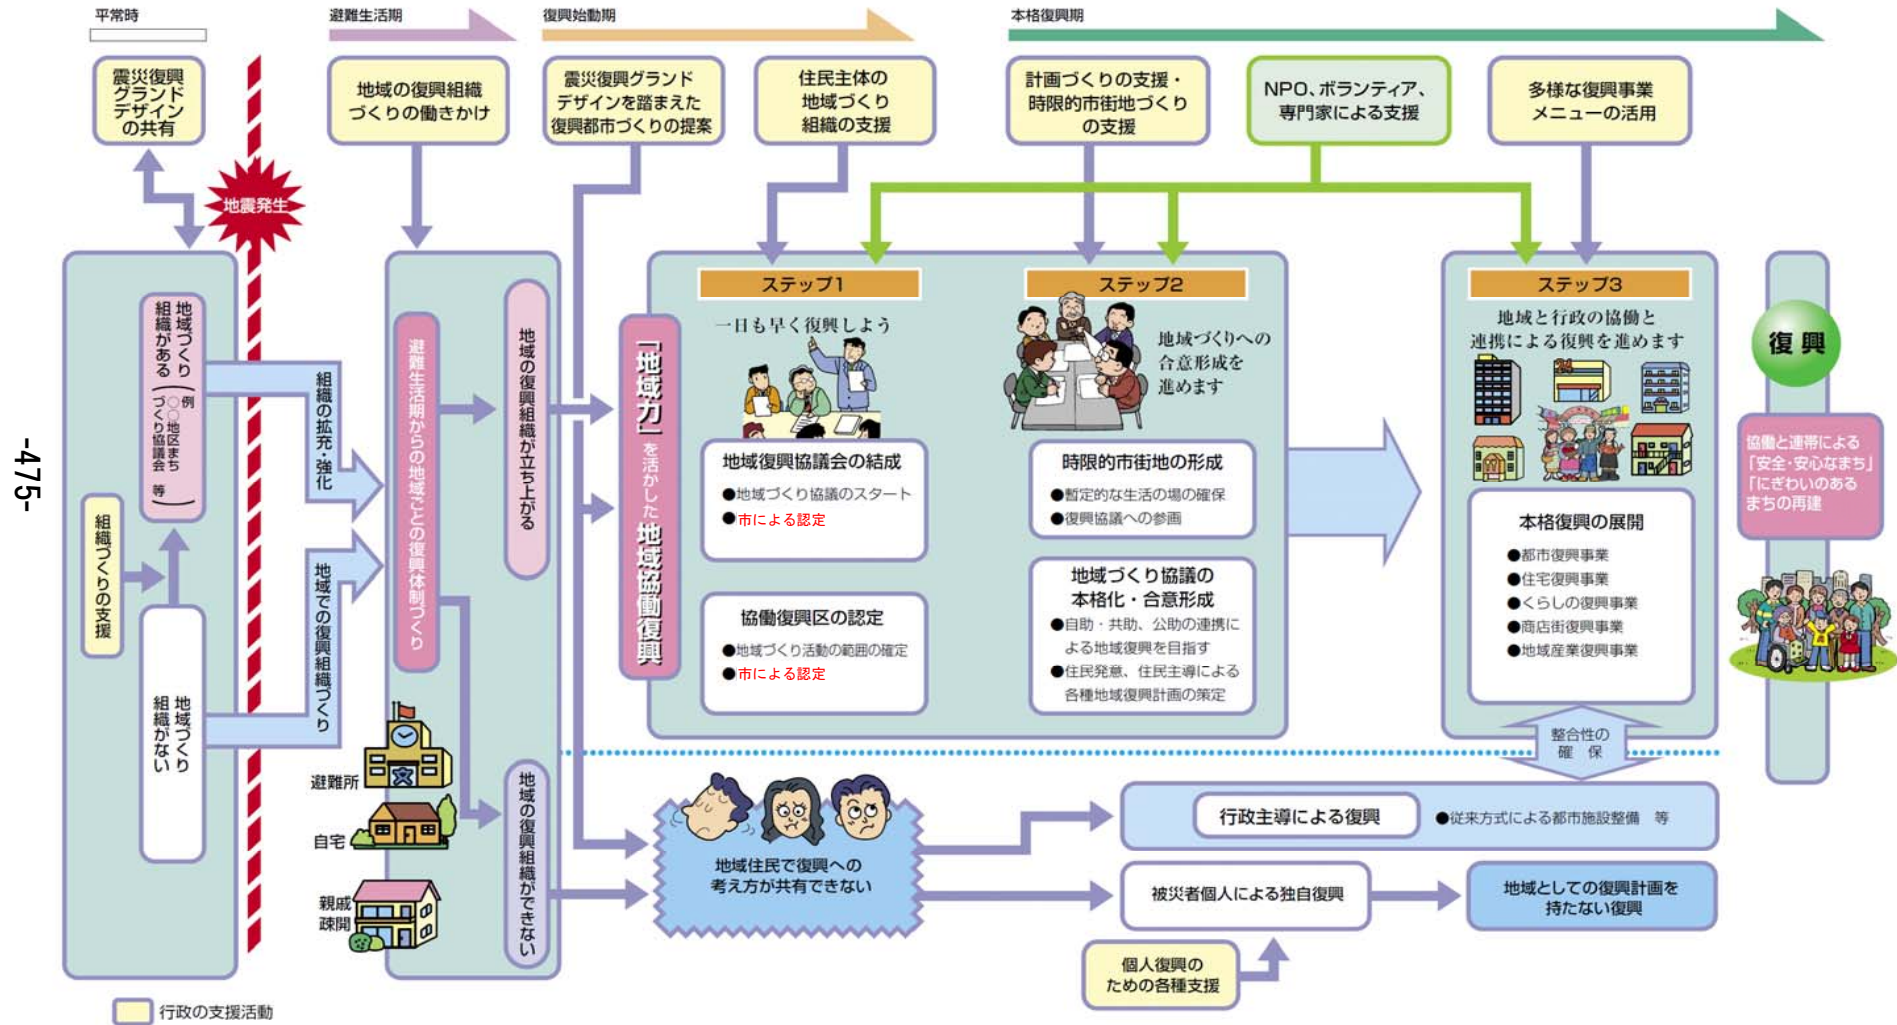 平常時
避難生活期
復興始動期
本格復興期
震災復興
グランド
デザイン
の共有
地域の復興組織
づくりの働きかけ
震災復興グランド
デザインを踏まえた
復興都市づくりの提案
住民主体の
地域づくり
組織の支援
計画づくりの支援・
時限的市街地づくり
の支援
NPO、ボランティア、
専門家による支援
多様な復興事業
メニューの活用
地震発生
地域づくり
組織がある
(例
○○地区まち
づくり協議会 等)
組織づくりの支援
地域づくり
組織がない
組織の拡充・強化
地域での復興組織づくり
避難生活期からの地域ごとの復興体制づくり
地域の復興組織が立ち上がる
地域の復興組織ができない
避難所
自宅
親戚
疎開
「地域力」を活かした地域協働復興
ステップ1
一日も早く復興しよう
地域復興協議会の結成
●地域づくり協議のスタート
●市による認定
協働復興区の認定
●地域づくり活動の範囲の確定
●市による認定
ステップ2
地域づくりへの
合意形成を
進めます
時限的市街地の形成
●暫定的な生活の場の確保
●復興協議への参画
地域づくり協議の
本格化・合意形成
●自助・共助、公助の連携に
よる地域復興を目指す
●住民発意、住民主導による
各種地域復興計画の策定
ステップ3
地域と行政の協働と
連携による復興を進めます
24
本格復興の展開
●都市復興事業
●住宅復興事業
●くらしの復興事業
●商店街復興事業
●地域産業復興事業
整合性の
確 保
復興
協働と連帯による
「安全・安心なまち」
「にぎわいのある
まちの再建
地域住民で復興への
考え方が共有できない
行政主導による復興
●従来方式による都市施設整備 等
被災者個人による独自復興
地域としての復興計画を
持たない復興
個人復興の
ための各種支援
行政の支援活動
-475-